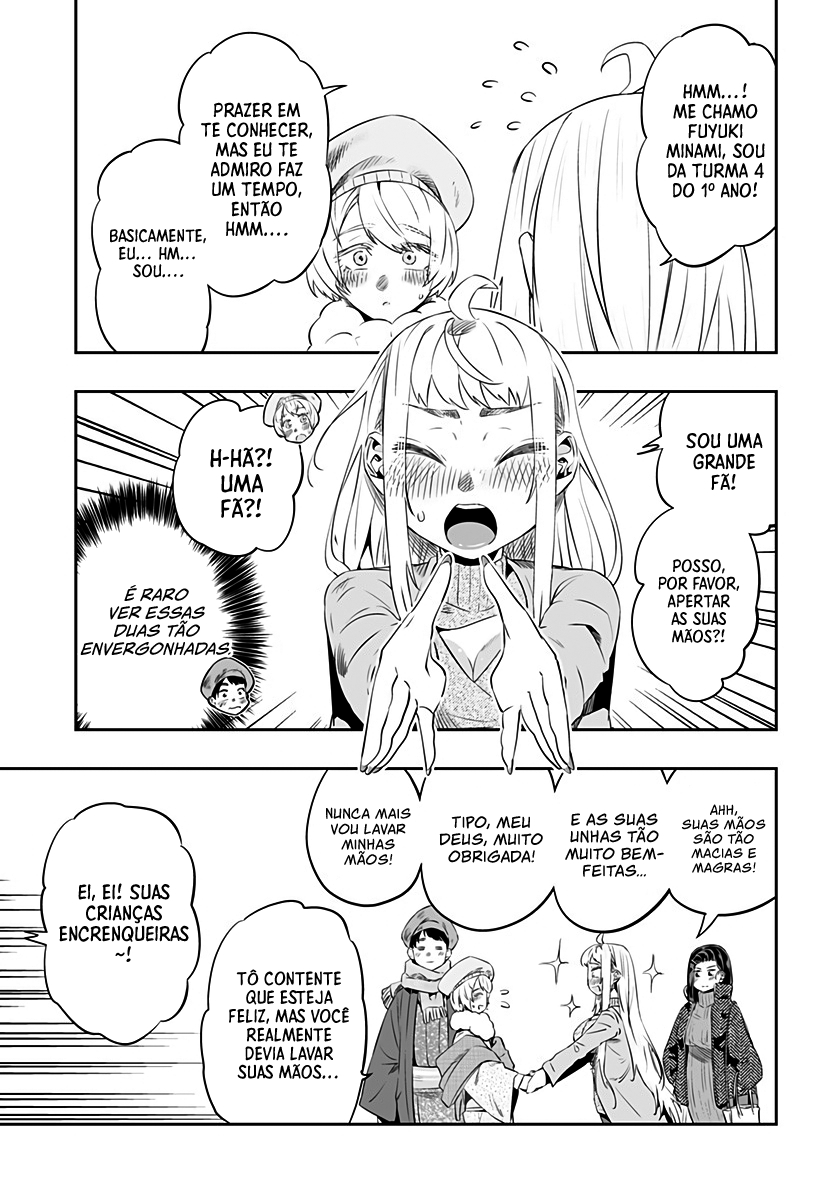 HMM...!
ME CHAMO
FUYUKI
MINAMI, SOU
DA TURMA 4
DO 1º ANO!
PRAZER EM
TE CONHECER,
MAS EU TE
ADMIRO FAZ
UM TEMPO,
ENTÃO
HMM....
BASICAMENTE,
EU... HM...
SOU....
SOU UMA
GRANDE
FÃ!
POSSO,
POR FAVOR,
APERTAR
AS SUAS
MÃOS?!
H-HÃ?!
UMA
FÃ?!
É RARO
VER ESSAS
DUAS TÃO
ENVERGONHADAS
AHH,
SUAS MÃOS
SÃO TÃO
MACIAS E
MAGRAS!
E AS SUAS
UNHAS TÃO
MUITO BEM-
FEITAS...
TIPO, MEU
DEUS, MUITO
OBRIGADA!
NUNCA MAIS
VOU LAVAR
MINHAS
MÃOS!
TÔ CONTENTE
QUE ESTEJA
FELIZ, MAS VOCÊ
REALMENTE
DEVIA LAVAR
SUAS MÃOS...
EI, EI! SUAS
CRIANÇAS
ENCRENQUEIRAS
~!